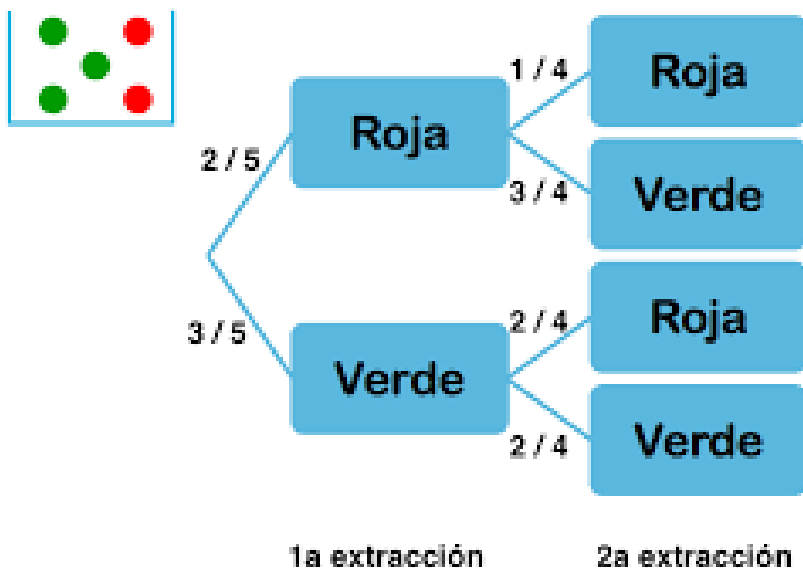 1 / 4
Roja
Roja
2 / 5
3 / 4
Verde
3 / 5
2 / 4
Roja
Verde
2 / 4
Verde
1a extracción
2a extracción